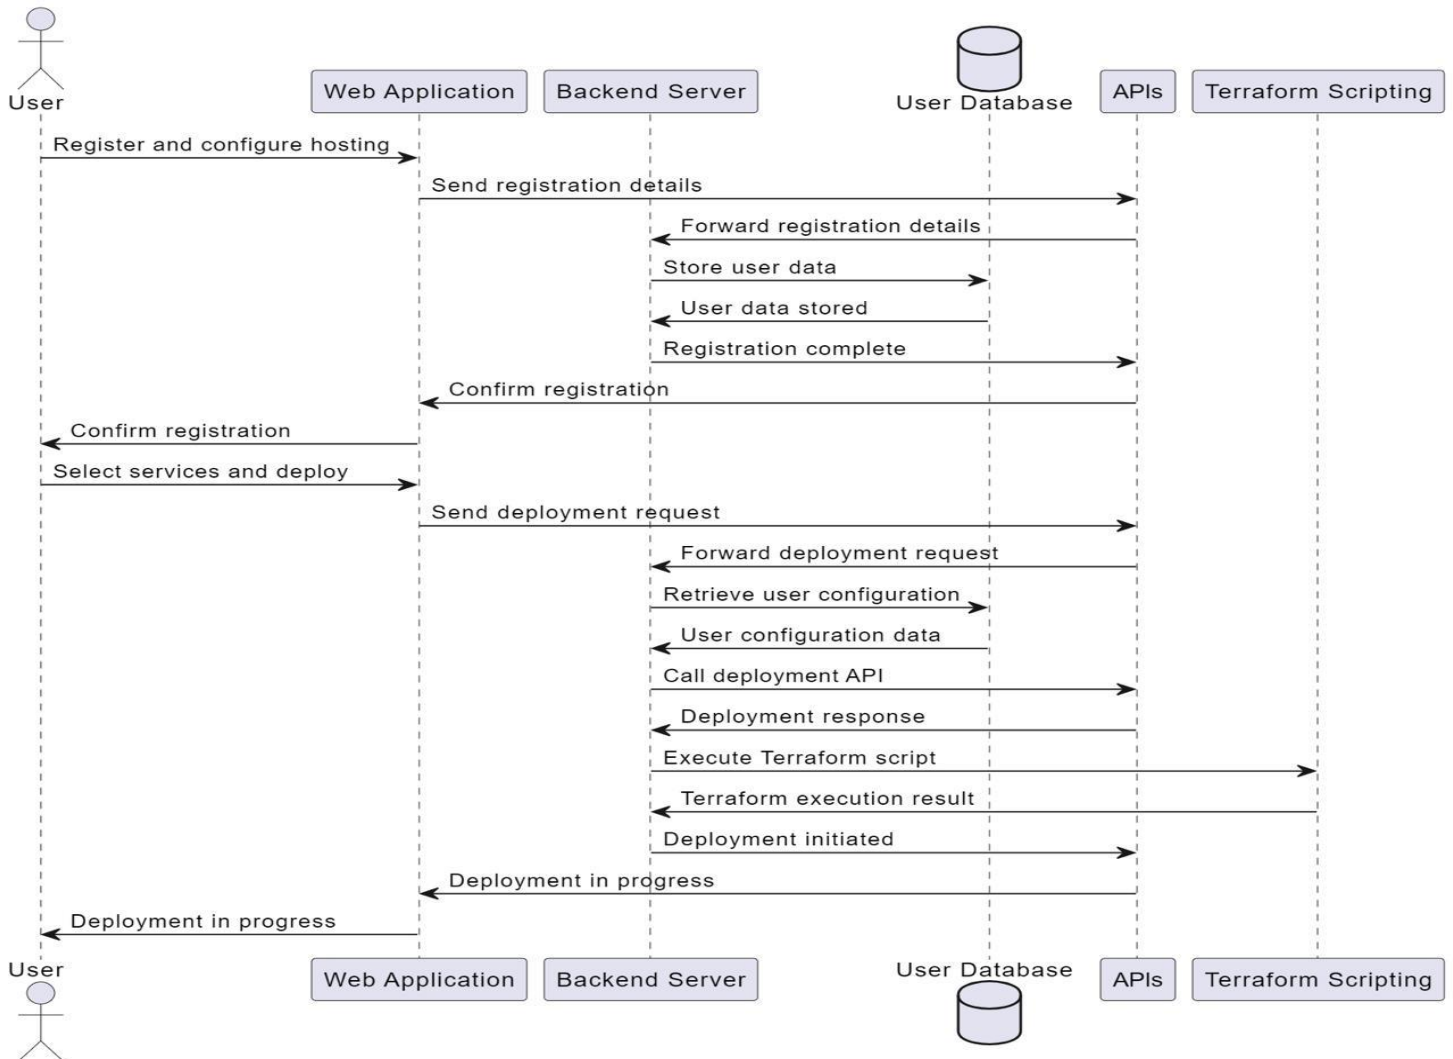 User
Web Application
Backend Server
User Database
APIs
Terraform Scripting
Register and configure hosting
Send registration details
Forward registration details
Store user data
User data stored
Registration complete
Confirm registration
Confirm registration
Select services and deploy
Send deployment request
Forward deployment request
Retrieve user configuration
User configuration data
Call deployment API
Deployment response
Execute Terraform script
Terraform execution result
Deployment initiated
Deployment in progress
Deployment in progress
User
Web Application
Backend Server
User Database
APIs
Terraform Scripting